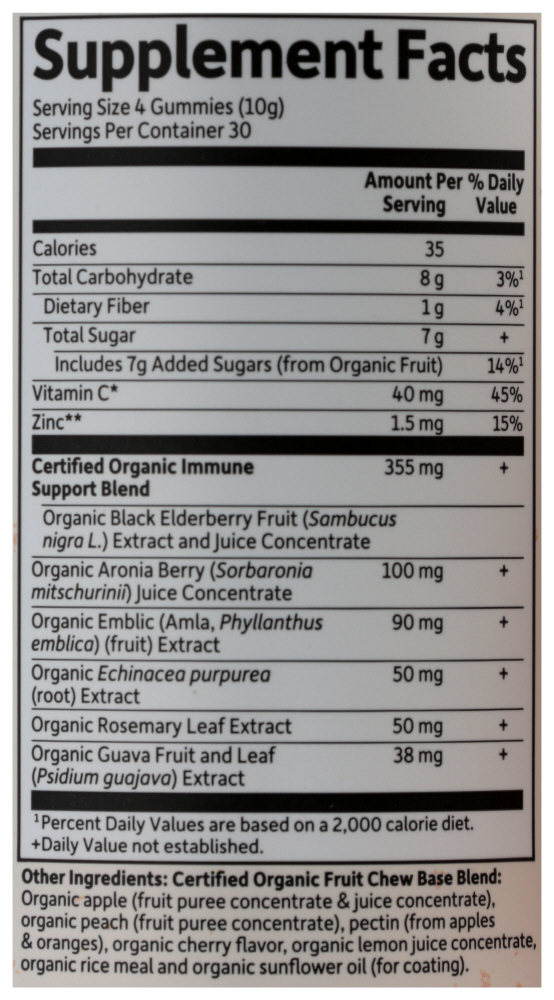 Supplement Facts
Serving Size 4 Gummies (10g)
Servings Per Container 30
Amount Per % Daily
Serving Value
Calories 35
Total Carbohydrate 8 g 3%¹
Dietary Fiber 1 g 4%¹
Total Sugar 7 g +
Includes 7g Added Sugars (from Organic Fruit) 14%¹
Vitamin C* 40 mg 45%
Zinc** 1.5 mg 15%
Certified Organic Immune 355 mg +
Support Blend
Organic Black Elderberry Fruit (Sambucus
nigra L.) Extract and Juice Concentrate
Organic Aronia Berry (Sorbaronia 100 mg +
mitschurinii) Juice Concentrate
Organic Emblic (Amla, Phyllanthus 90 mg +
emblica) (fruit) Extract
Organic Echinacea purpurea 50 mg +
(root) Extract
Organic Rosemary Leaf Extract 50 mg +
Organic Guava Fruit and Leaf 38 mg +
(Psidium guajava) Extract
¹Percent Daily Values are based on a 2,000 calorie diet.
+Daily Value not established.
Other Ingredients: Certified Organic Fruit Chew Base Blend:
Organic apple (fruit puree concentrate & juice concentrate),
organic peach (fruit puree concentrate), pectin (from apples
& oranges), organic cherry flavor, organic lemon juice concentrate,
organic rice meal and organic sunflower oil (for coating).